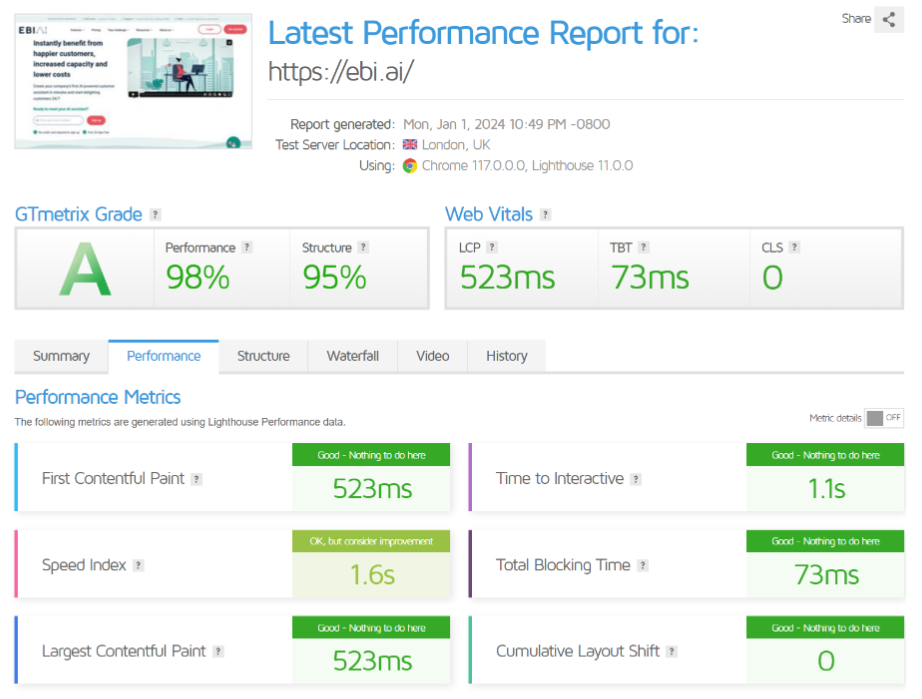 EBI.AI
Instantly benefit from
happier customers,
increased capacity and
lower costs
Create your company's first AI powered customer
assistant in minutes and start delighting
customers 24/7
Ready to meet your AI assistant?
Latest Performance Report for:
https://ebi.ai/
Share
Report generated: Mon, Jan 1, 2024 10:49 PM -0800
Test Server Location: London, UK
Using: Chrome 117.0.0.0, Lighthouse 11.0.0
GTmetrix Grade ?
Web Vitals ?
A
Performance ?
98%
Structure ?
95%
LCP ?
523ms
TBT ?
73ms
CLS ?
0
Summary Performance Structure Waterfall Video History
Performance Metrics
The following metrics are generated using Lighthouse Performance data.
Metric details OFF
First Contentful Paint ?
Good - Nothing to do here
523ms
Time to Interactive ?
Good - Nothing to do here
1.1s
Speed Index ?
OK, but consider improvement
1.6s
Total Blocking Time ?
Good - Nothing to do here
73ms
Largest Contentful Paint ?
Good - Nothing to do here
523ms
Cumulative Layout Shift ?
Good - Nothing to do here
0